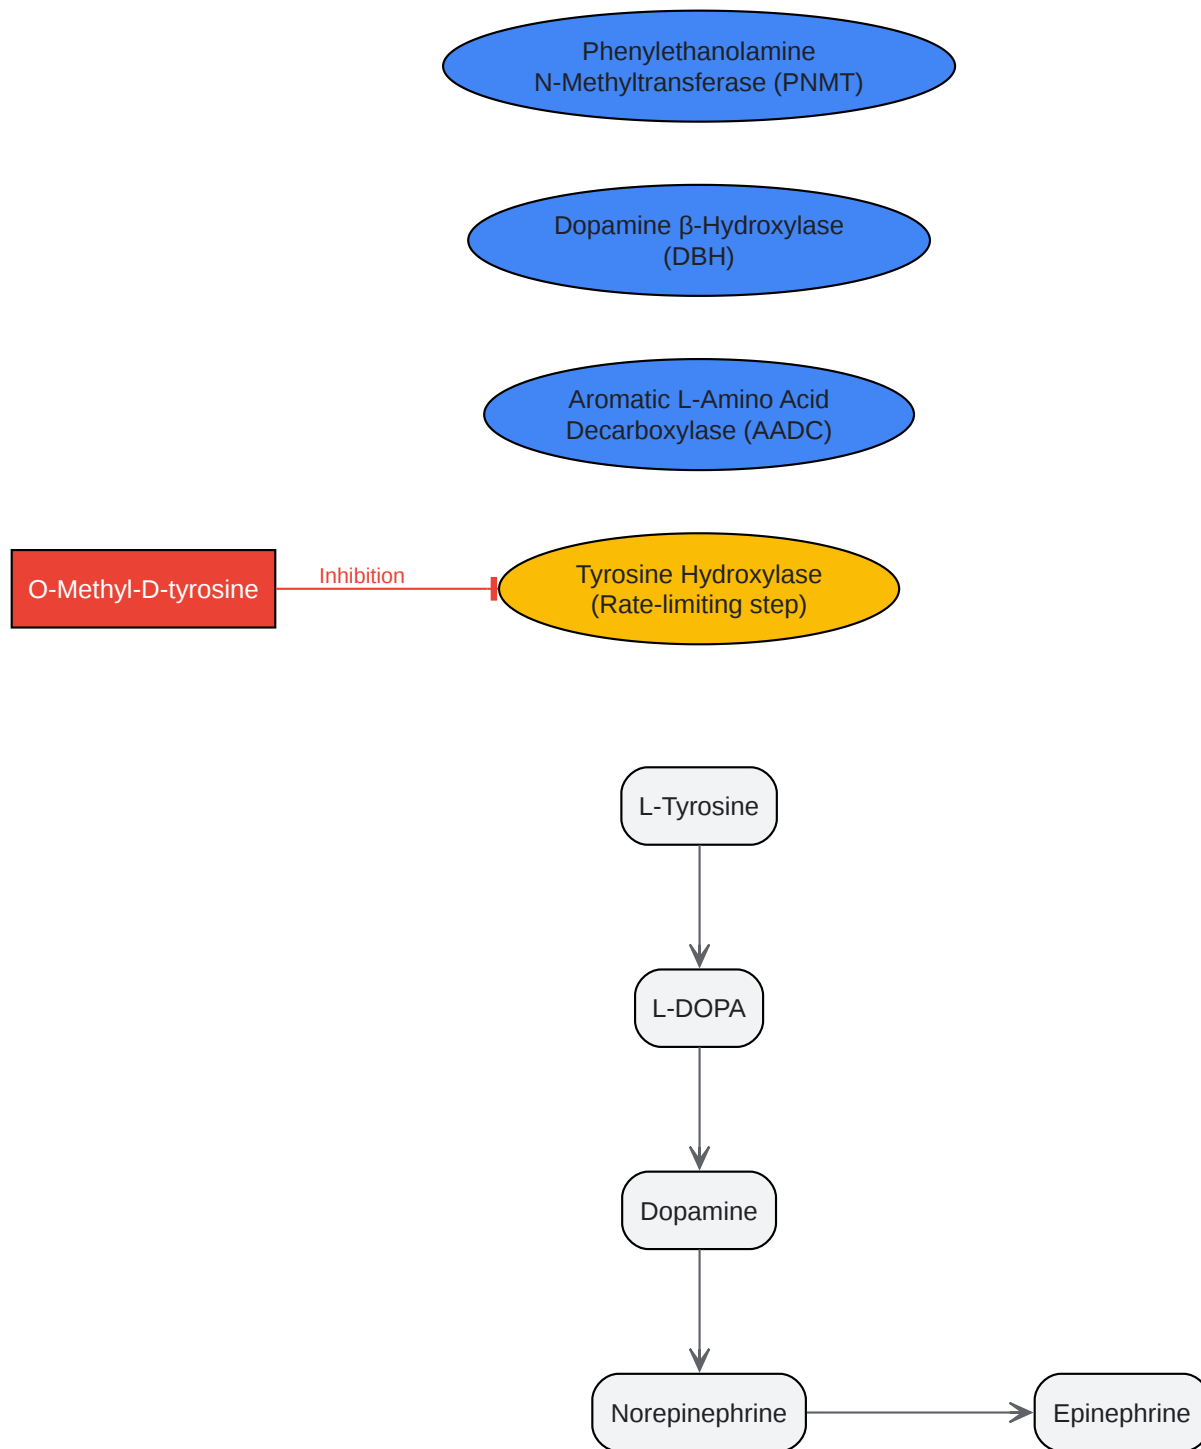 Phenylethanolamine
N-Methyltransferase (PNMT)
Dopamine β-Hydroxylase
(DBH)
Aromatic L-Amino Acid
Decarboxylase (AADC)
O-Methyl-D-tyrosine
Inhibition
Tyrosine Hydroxylase
(Rate-limiting step)
L-Tyrosine
L-DOPA
Dopamine
Norepinephrine
Epinephrine